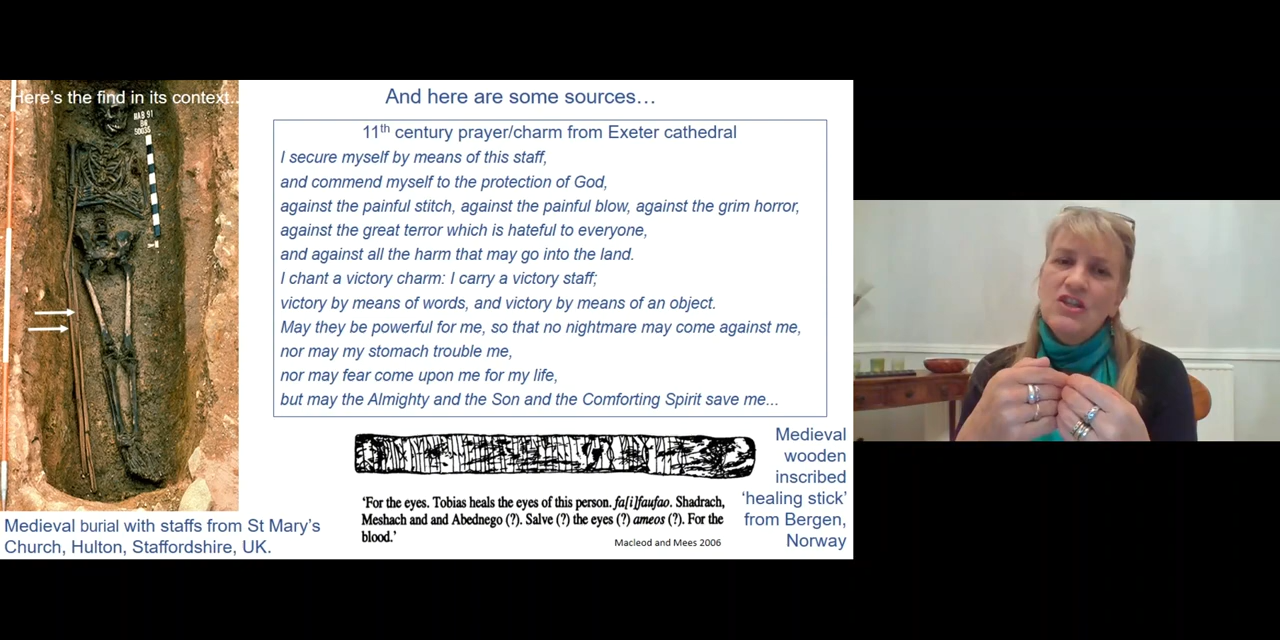 Here's the find in its context...
And here are some sources…
11th century prayer/charm from Exeter cathedral
I secure myself by means of this staff,
and commend myself to the protection of God,
against the painful stitch, against the painful blow, against the grim horror,
against the great terror which is hateful to everyone,
and against all the harm that may go into the land.
I chant a victory charm: I carry a victory staff;
victory by means of words, and victory by means of an object.
May they be powerful for me, so that no nightmare may come against me,
nor may my stomach trouble me,
nor may fear come upon me for my life,
but may the Almighty and the Son and the Comforting Spirit save me...
Medieval
wooden
inscribed
‘healing stick’
from Bergen,
Norway
‘For the eyes. Tobias heals the eyes of this person. fa[i]faufao. Shadrach,
Meshach and and Abednego (?). Salve (?) the eyes (?) ameos (?). For the
blood.’
Macleod and Mees 2006
Medieval burial with staffs from St Mary’s
Church, Hulton, Staffordshire, UK.